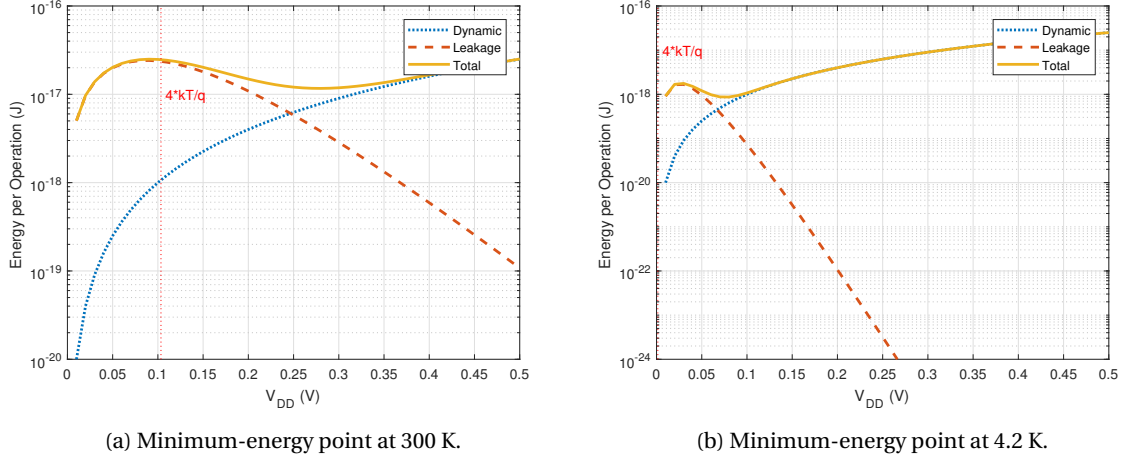 10^-15
10^-16
10^-17
10^-18
10^-19
10^-20
Energy per Operation (J)
4*kT/q
Dynamic
Leakage
Total
0 0.05 0.1 0.15 0.2 0.25 0.3 0.35 0.4 0.45 0.5
V_DD (V)
(a) Minimum-energy point at 300 K.
10^-16
10^-18
10^-20
10^-22
10^-24
Energy per Operation (J)
4*kT/q
Dynamic
Leakage
Total
0 0.05 0.1 0.15 0.2 0.25 0.3 0.35 0.4 0.45 0.5
V_DD (V)
(b) Minimum-energy point at 4.2 K.